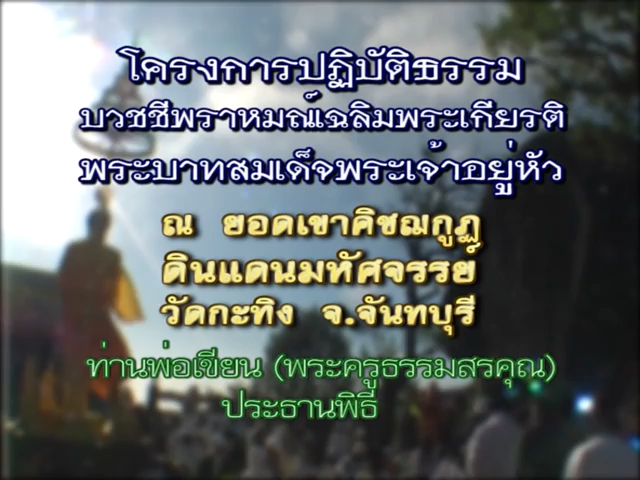 โครงการปฏิบัติธรรม
บวชชีพราหมณ์เฉลิมพระเกียรติ
พระบาทสมเด็จพระเจ้าอยู่หัว
ณ ยอดเขาคิชฌกูฏ
ดินแดนมหัศจรรย์
วัดกะทิง จ.จันทบุรี
ท่านพ่อเขียน (พระครูธรรมสรคุณ)
ประธานพิธี